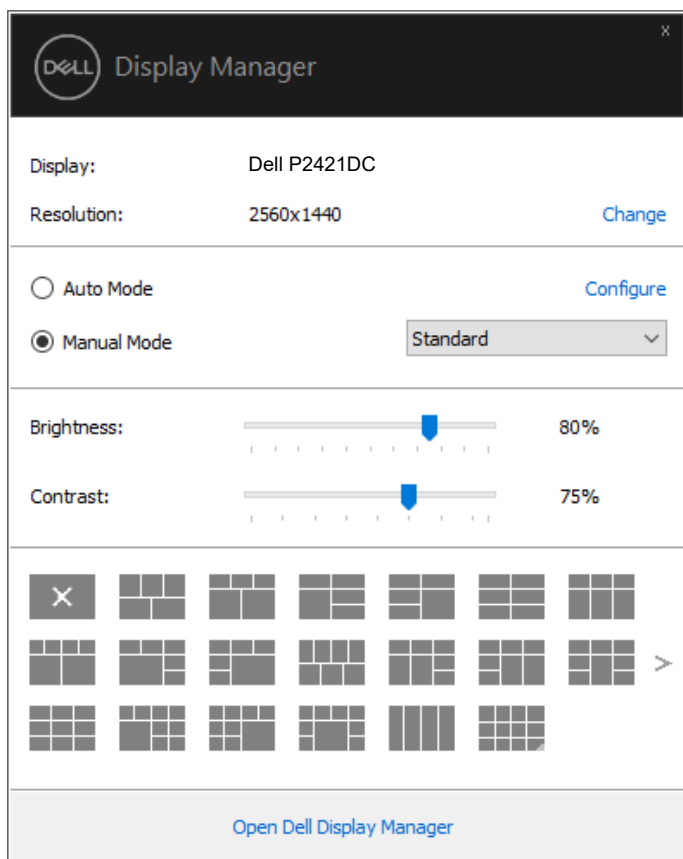 x
DELL Display Manager
Display: Dell P2421DC
Resolution: 2560x1440 Change
Auto Mode Configure
Manual Mode Standard
Brightness: 80%
Contrast: 75%
>
Open Dell Display Manager